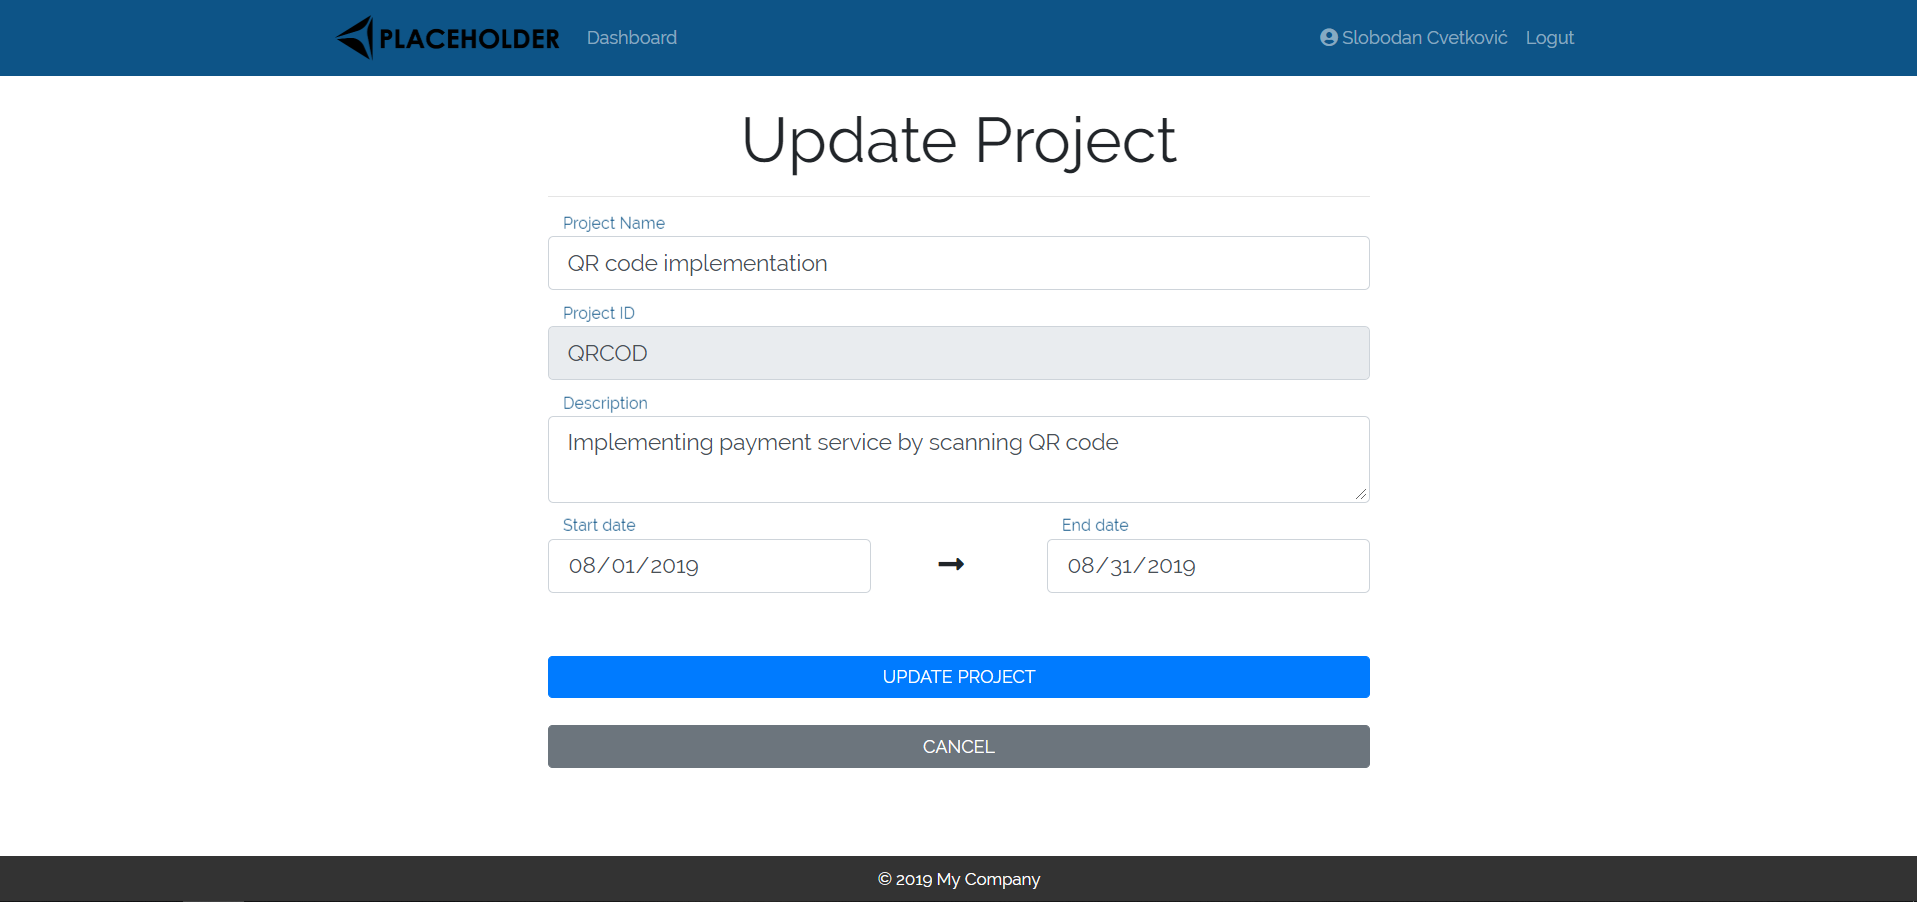 PLACEHOLDER Dashboard Slobodan Cvetković Logut
Update Project
Project Name
QR code implementation
Project ID
QRCOD
Description
Implementing payment service by scanning QR code
Start date End date
08/01/2019 08/31/2019
UPDATE PROJECT
CANCEL
© 2019 My Company